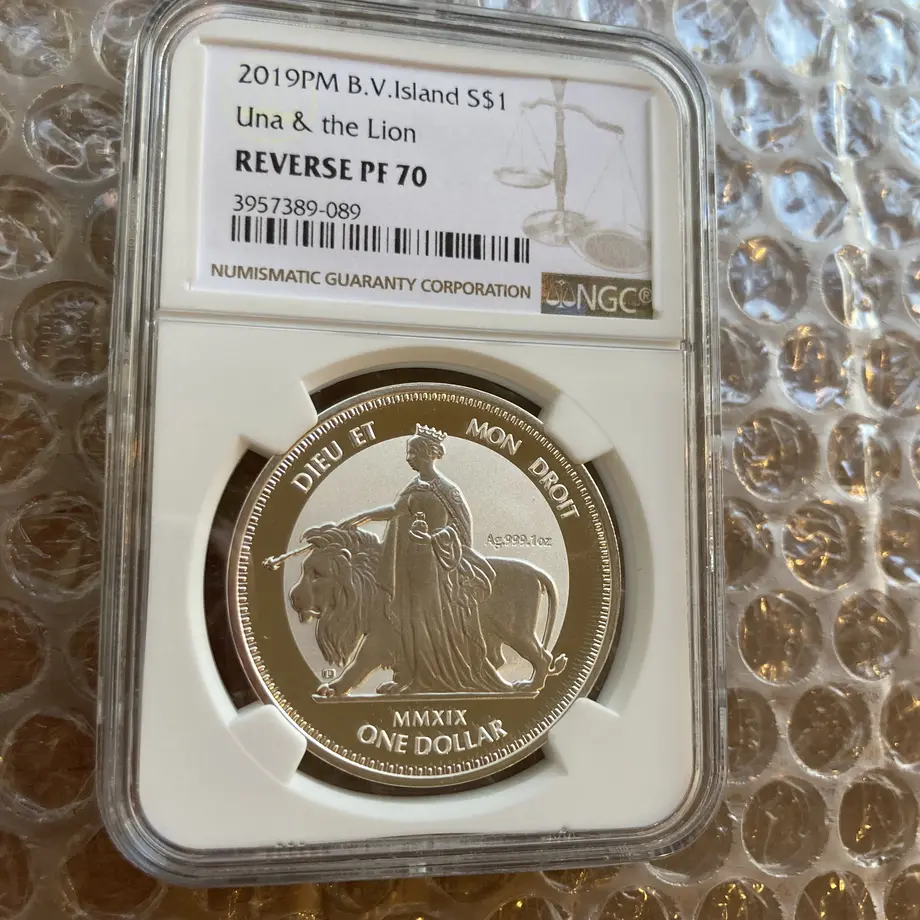 2019PM B.V.Island S$1
Una & the Lion
REVERSE PF 70
3957389-089
NUMISMATIC GUARANTY CORPORATION
NGC®
DIEU ET MON DROIT
Ag.999.1oz
MMXIX
ONE DOLLAR